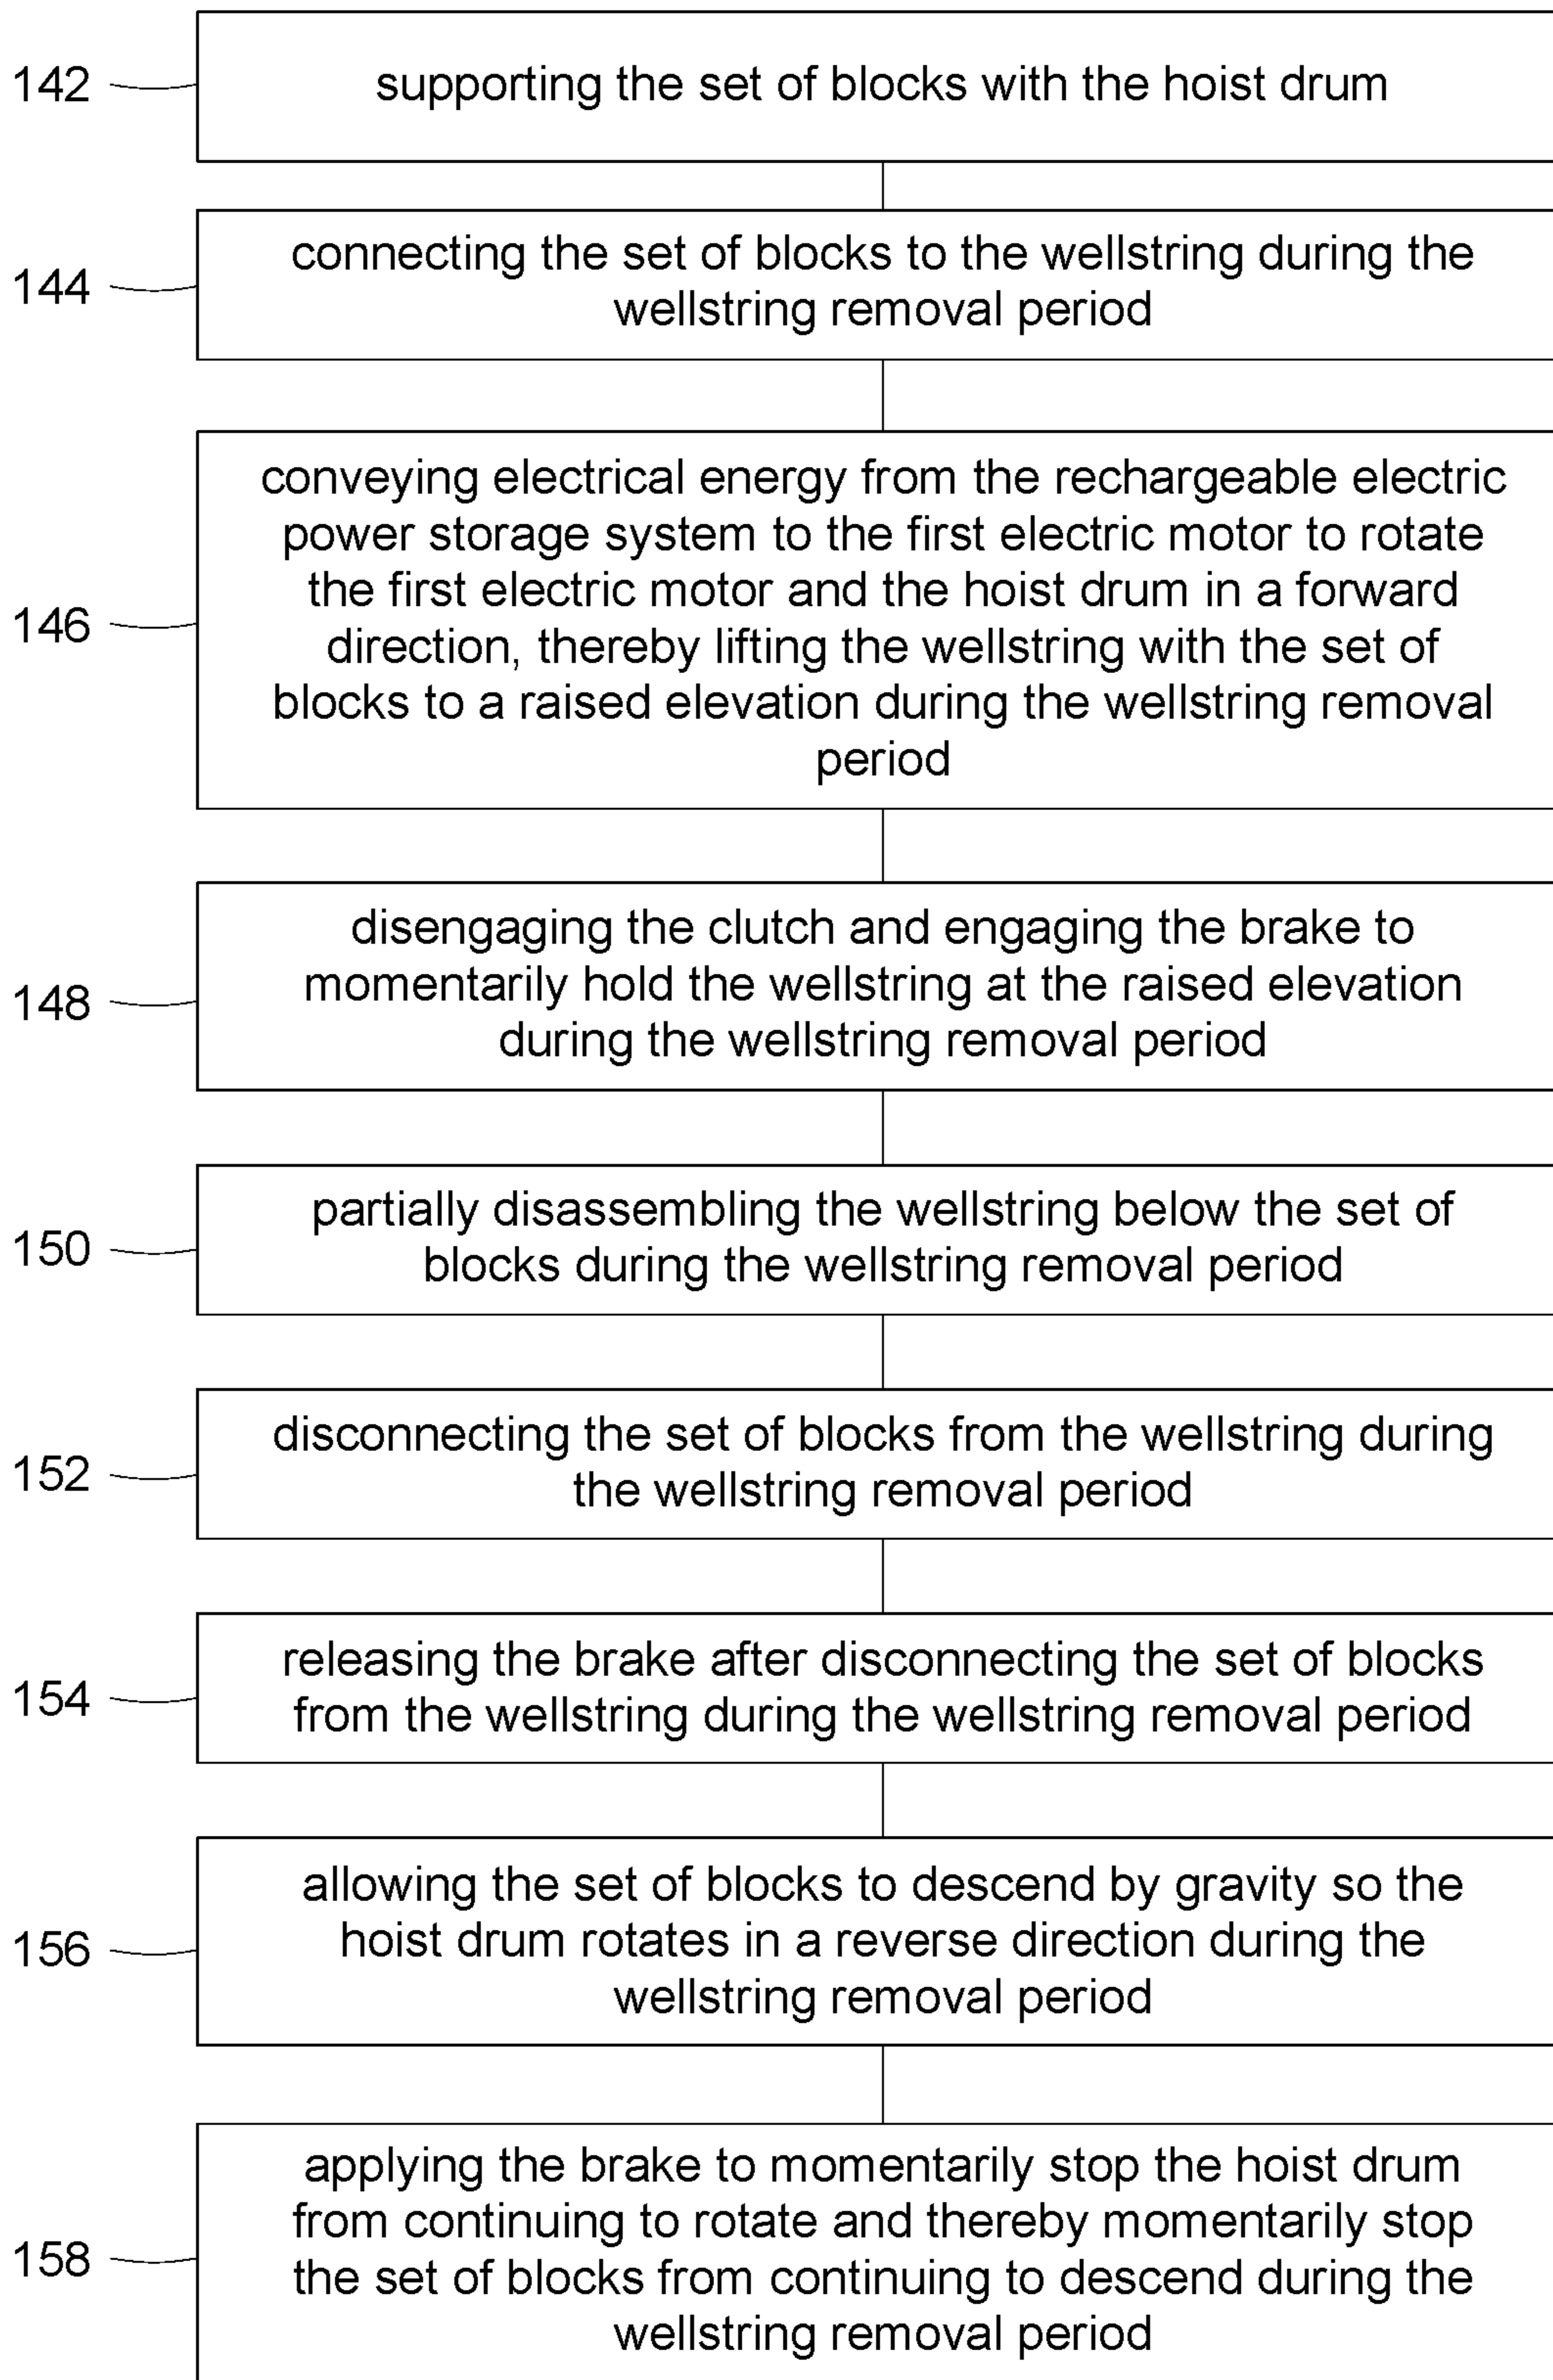 142
supporting the set of blocks with the hoist drum
144
connecting the set of blocks to the wellstring during the
wellstring removal period
146
conveying electrical energy from the rechargeable electric
power storage system to the first electric motor to rotate
the first electric motor and the hoist drum in a forward
direction, thereby lifting the wellstring with the set of
blocks to a raised elevation during the wellstring removal
period
148
disengaging the clutch and engaging the brake to
momentarily hold the wellstring at the raised elevation
during the wellstring removal period
150
partially disassembling the wellstring below the set of
blocks during the wellstring removal period
152
disconnecting the set of blocks from the wellstring during
the wellstring removal period
154
releasing the brake after disconnecting the set of blocks
from the wellstring during the wellstring removal period
156
allowing the set of blocks to descend by gravity so the
hoist drum rotates in a reverse direction during the
wellstring removal period
158
applying the brake to momentarily stop the hoist drum
from continuing to rotate and thereby momentarily stop
the set of blocks from continuing to descend during the
wellstring removal period